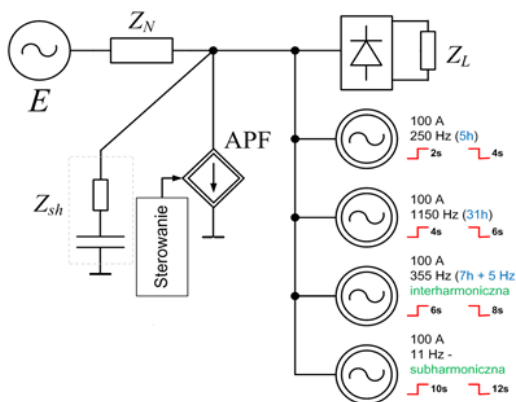 Z_N
E
Z_L
APF
Z_sh
Sterowanie
100 A
250 Hz (5h)
2s 4s
100 A
1150 Hz (31h)
4s 6s
100 A
355 Hz (7h + 5 Hz
interharmoniczna
6s 8s
100 A
11 Hz -
subharmoniczna
10s 12s